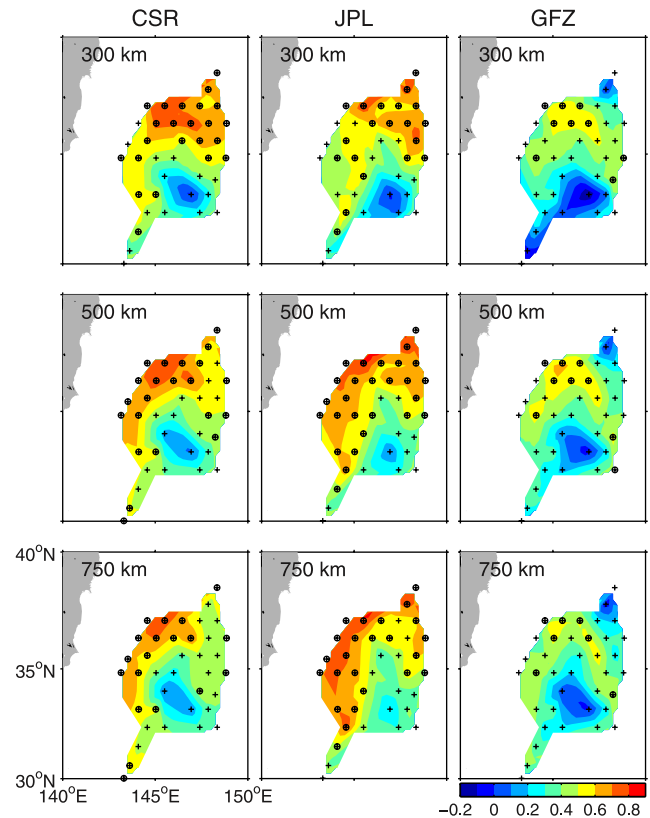 CSR JPL GFZ
300 km 300 km 300 km
500 km 500 km 500 km
40°N
750 km 750 km 750 km
35°N
30°N
140°E 145°E 150°E
−0.2 0 0.2 0.4 0.6 0.8